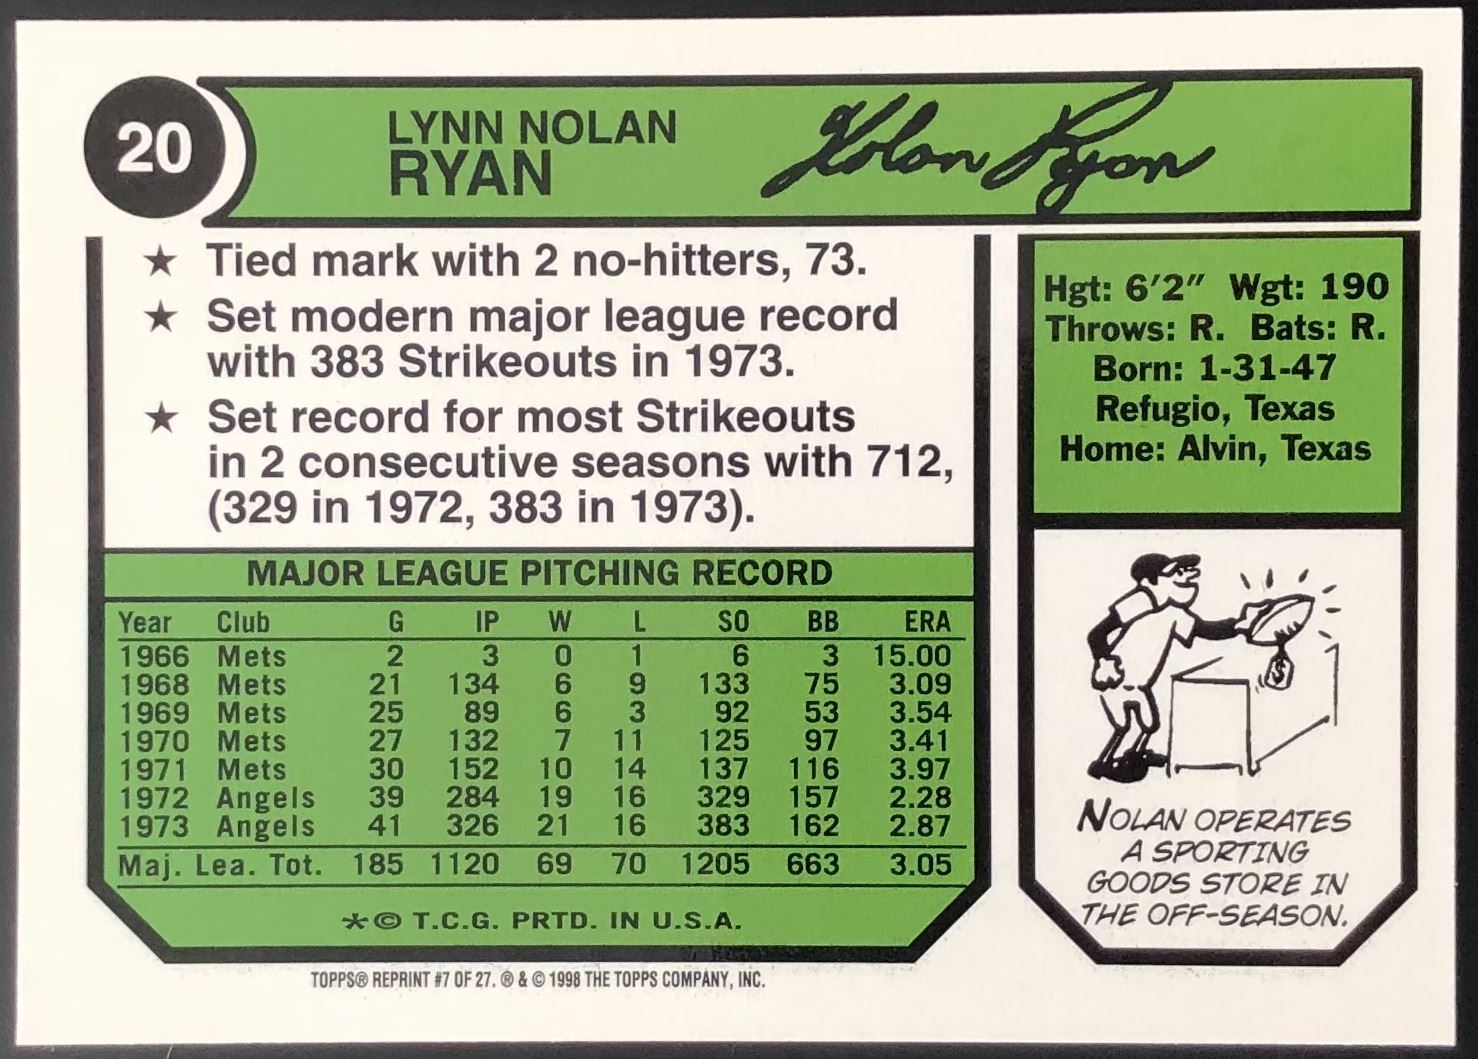 20
LYNN NOLAN
RYAN
Nolan Ryan
★ Tied mark with 2 no-hitters, 73.
★ Set modern major league record
with 383 Strikeouts in 1973.
★ Set record for most Strikeouts
in 2 consecutive seasons with 712,
(329 in 1972, 383 in 1973).
MAJOR LEAGUE PITCHING RECORD
Year Club G IP W L SO BB ERA
1966 Mets 2 3 0 1 6 3 15.00
1968 Mets 21 134 6 9 133 75 3.09
1969 Mets 25 89 6 3 92 53 3.54
1970 Mets 27 132 7 11 125 97 3.41
1971 Mets 30 152 10 14 137 116 3.97
1972 Angels 39 284 19 16 329 157 2.28
1973 Angels 41 326 21 16 383 162 2.87
Maj. Lea. Tot. 185 1120 69 70 1205 663 3.05
*© T.C.G. PRTD. IN U.S.A.
Hgt: 6′2″ Wgt: 190
Throws: R. Bats: R.
Born: 1-31-47
Refugio, Texas
Home: Alvin, Texas
$
NOLAN OPERATES
A SPORTING
GOODS STORE IN
THE OFF-SEASON.
TOPPS® REPRINT #7 OF 27. ® & © 1998 THE TOPPS COMPANY, INC.